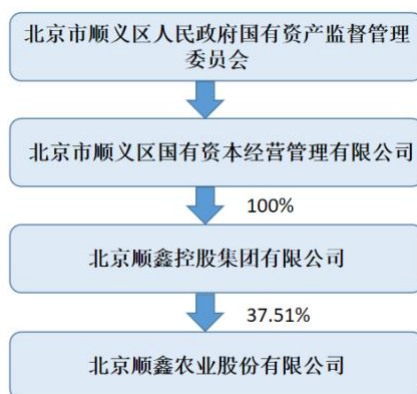 北京市顺义区人民政府国有资产监督管理
委员会
北京市顺义区国有资本经营管理有限公司
100%
北京顺鑫控股集团有限公司
37.51%
北京顺鑫农业股份有限公司